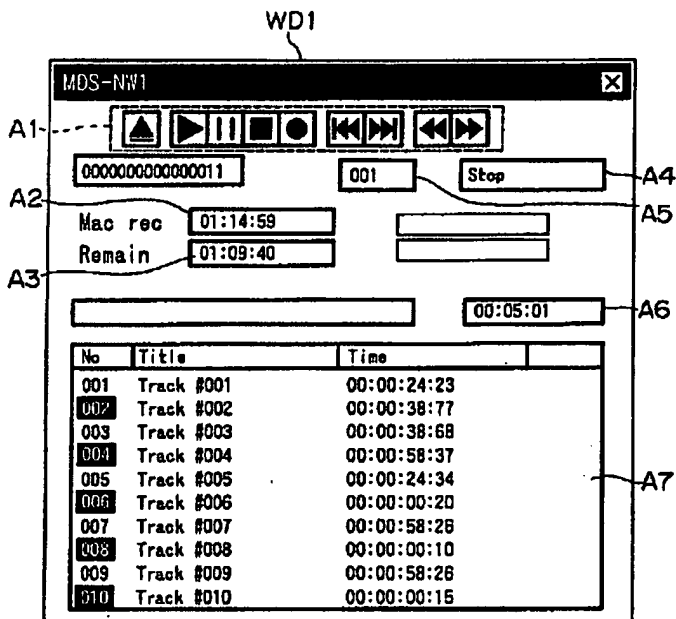 WD1
MDS-NW1
A1
0000000000000011 001 Stop A4
A5
A2
Mac rec 01:14:59
Remain 01:09:40
A3
00:05:01 A6
No Title Time
001 Track #001 00:00:24:23
002 Track #002 00:00:38:77
003 Track #003 00:00:38:68
004 Track #004 00:00:58:37
005 Track #005 00:00:24:34
A7
006 Track #006 00:00:00:20
007 Track #007 00:00:58:26
008 Track #008 00:00:00:10
009 Track #009 00:00:58:26
010 Track #010 00:00:00:15